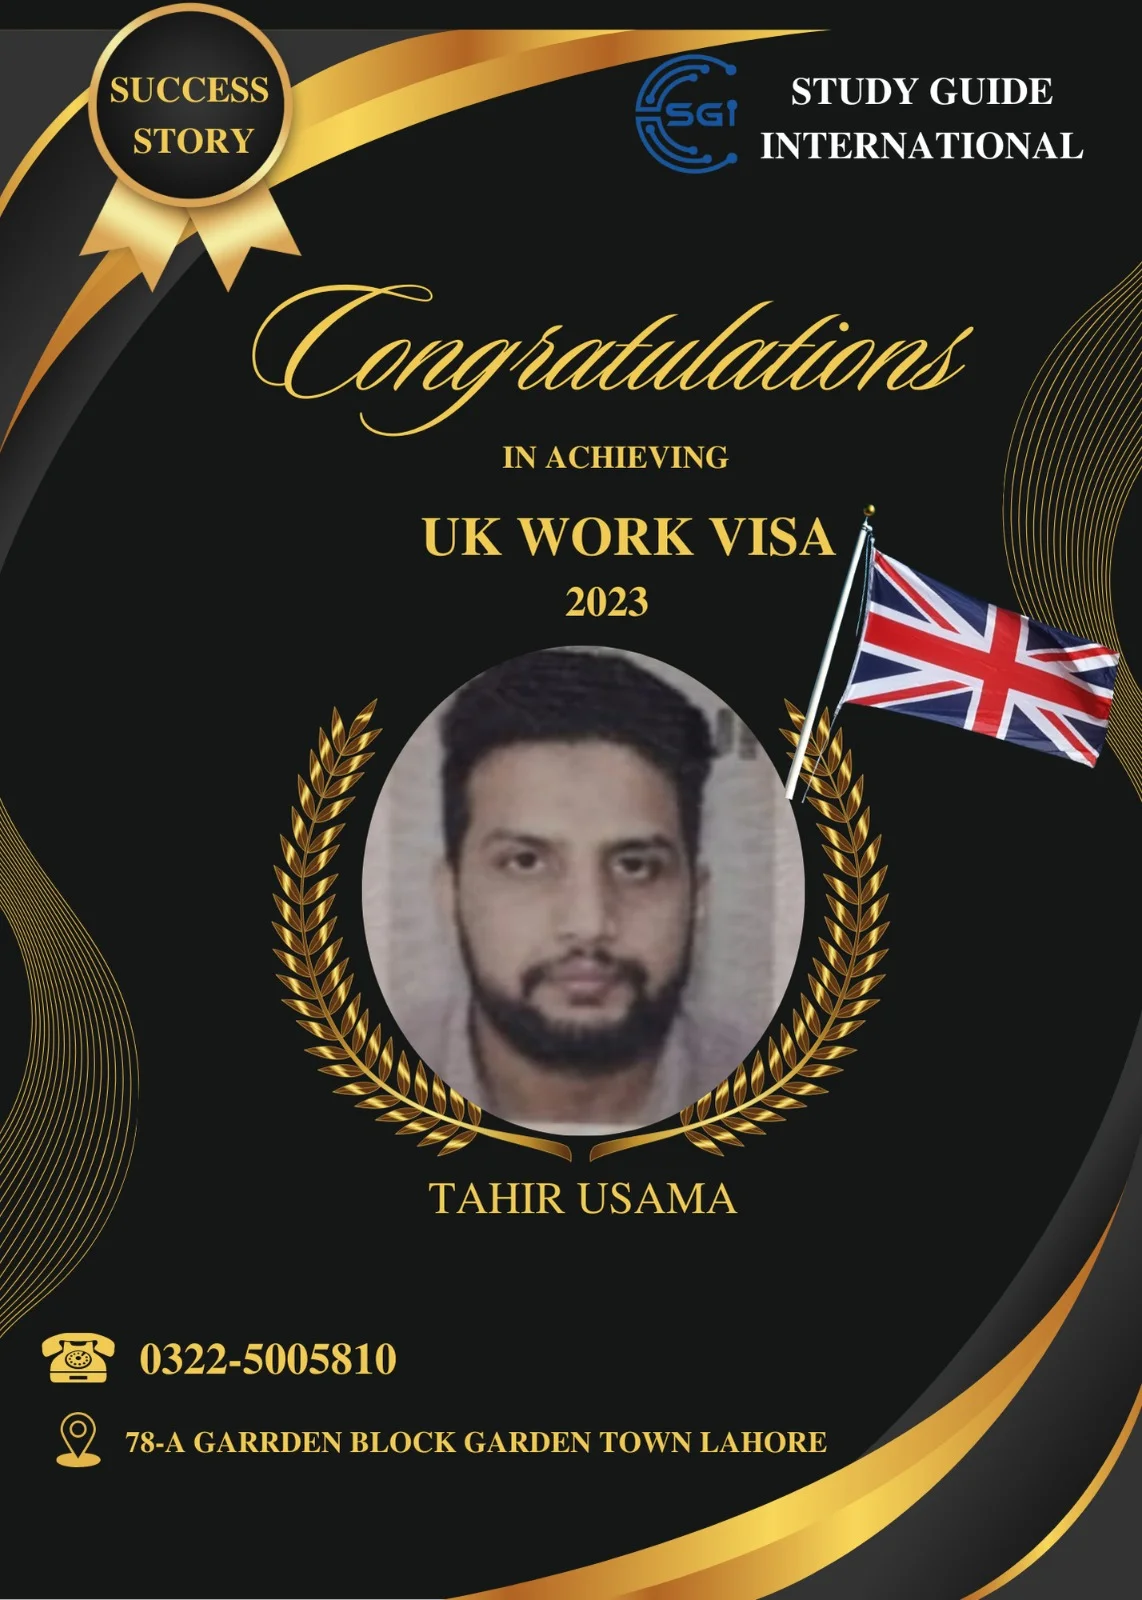 SUCCESS
STORY
SGI
STUDY GUIDE
INTERNATIONAL
Congratulations
IN ACHIEVING
UK WORK VISA
2023
TAHIR USAMA
0322-5005810
78-A GARRDEN BLOCK GARDEN TOWN LAHORE